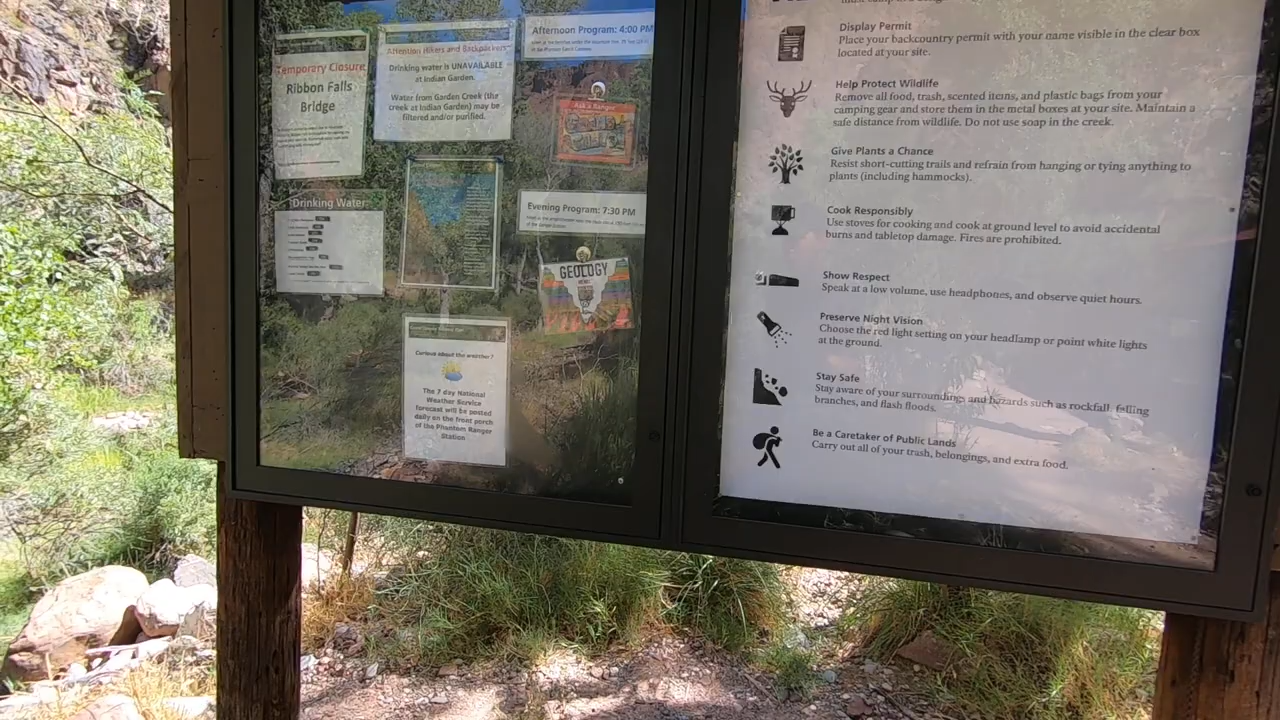 Temporary Closure
Ribbon Falls
Bridge
Attention Hikers and Backpackers
Drinking water is UNAVAILABLE
at Indian Garden.
Water from Garden Creek (the
creek at Indian Garden) may be
filtered and/or purified.
Afternoon Program: 4:00 PM
Ask a Ranger
Drinking Water
Evening Program: 7:30 PM
GEOLOGY
Curious about the weather?
The 7 day National
Weather Service
forecast will be posted
daily on the front porch
of the Phantom Ranger
Station
Display Permit
Place your backcountry permit with your name visible in the clear box
located at your site.
Help Protect Wildlife
Remove all food, trash, scented items, and plastic bags from your
camping gear and store them in the metal boxes at your site. Maintain a
safe distance from wildlife. Do not use soap in the creek.
Give Plants a Chance
Resist short-cutting trails and refrain from hanging or tying anything to
plants (including hammocks).
Cook Responsibly
Use stoves for cooking and cook at ground level to avoid accidental
burns and tabletop damage. Fires are prohibited.
Show Respect
Speak at a low volume, use headphones, and observe quiet hours.
Preserve Night Vision
Choose the red light setting on your headlamp or point white lights
at the ground.
Stay Safe
Stay aware of your surroundings and hazards such as rockfall, falling
branches, and flash floods.
Be a Caretaker of Public Lands
Carry out all of your trash, belongings, and extra food.